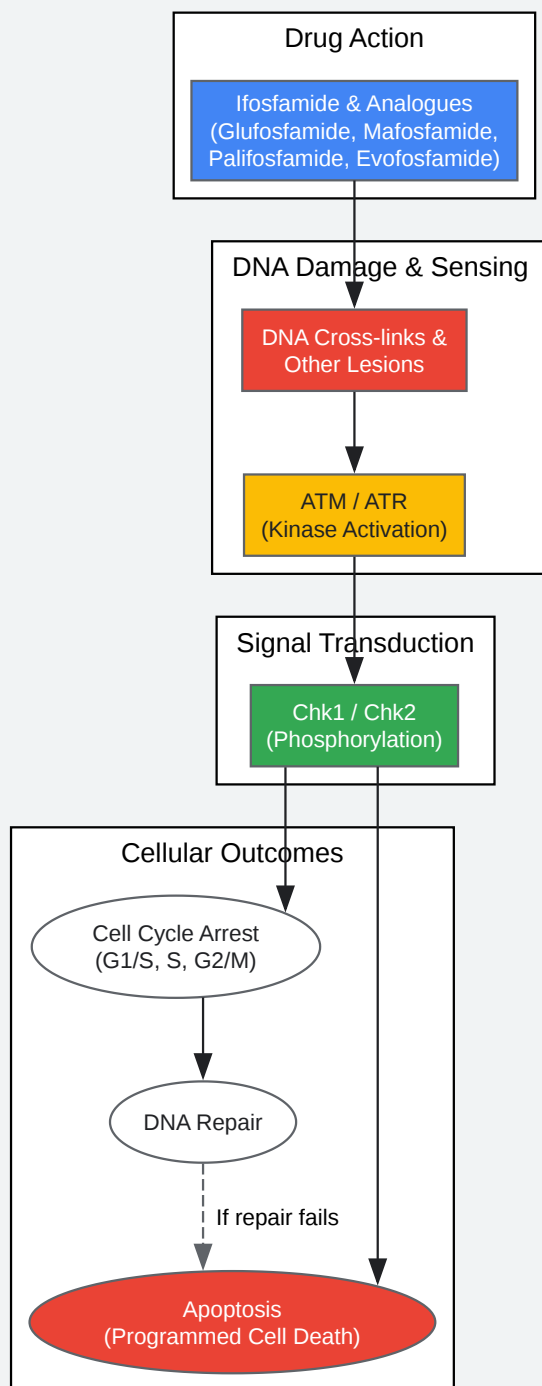 Drug Action
Ifosfamide & Analogues
(Glufosfamide, Mafosfamide,
Palifosfamide, Evofosfamide)
DNA Damage & Sensing
DNA Cross-links &
Other Lesions
ATM / ATR
(Kinase Activation)
Signal Transduction
Chk1 / Chk2
(Phosphorylation)
Cellular Outcomes
Cell Cycle Arrest
(G1/S, S, G2/M)
DNA Repair
If repair fails
Apoptosis
(Programmed Cell Death)